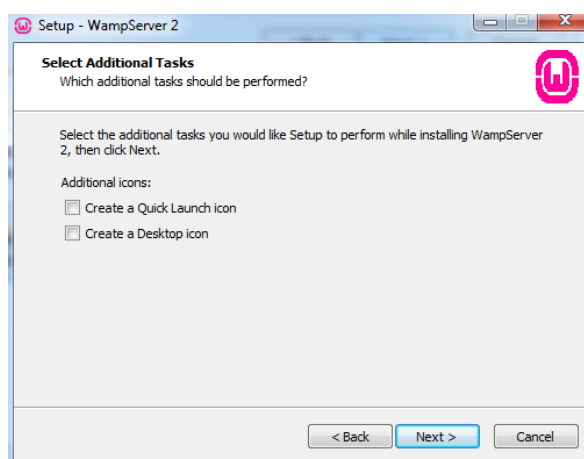 Setup - WampServer 2
Select Additional Tasks
Which additional tasks should be performed?
Select the additional tasks you would like Setup to perform while installing WampServer
2, then click Next.
Additional icons:
Create a Quick Launch icon
Create a Desktop icon
< Back Next > Cancel